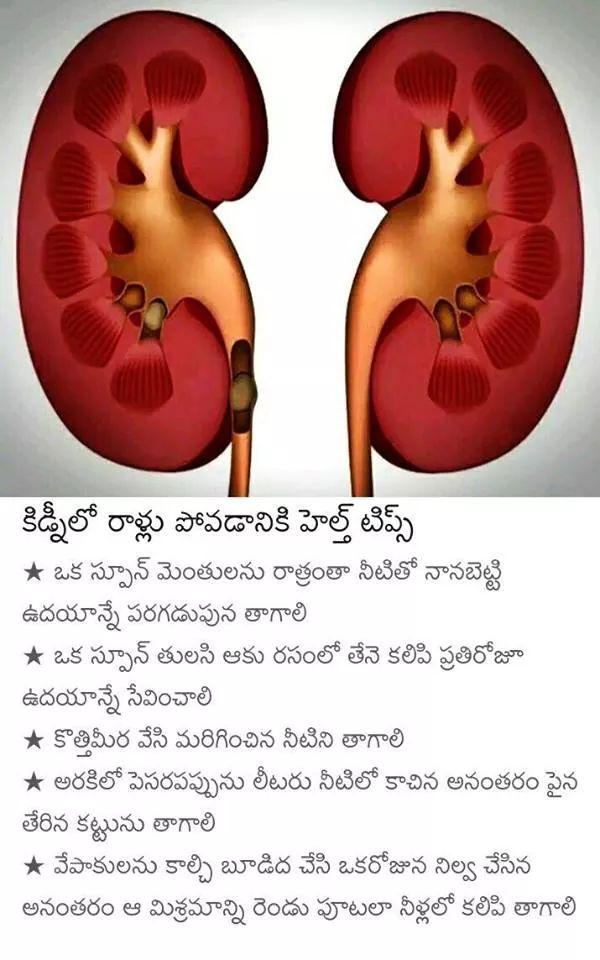 కిడ్నీలో రాళ్లు పోవడానికి హెల్త్ టిప్స్
★ ఒక స్పూన్ మెంతులను రాత్రంతా నీటితో నానబెట్టి
ఉదయాన్నే పరగడుపున తాగాలి
★ ఒక స్పూన్ తులసి ఆకు రసంలో తేనె కలిపి ప్రతిరోజూ
ఉదయాన్నే సేవించాలి
★ కొత్తిమీర వేసి మరిగించిన నీటిని తాగాలి
★ అరకిలో పెసరపప్పును లీటరు నీటిలో కాచిన అనంతరం పైన
తేరిన కట్టును తాగాలి
★ వేపాకులను కాల్చి బూడిద చేసి ఒకరోజున నిల్వ చేసిన
అనంతరం ఆ మిశ్రమాన్ని రెండు పూటలా నీళ్లలో కలిపి తాగాలి